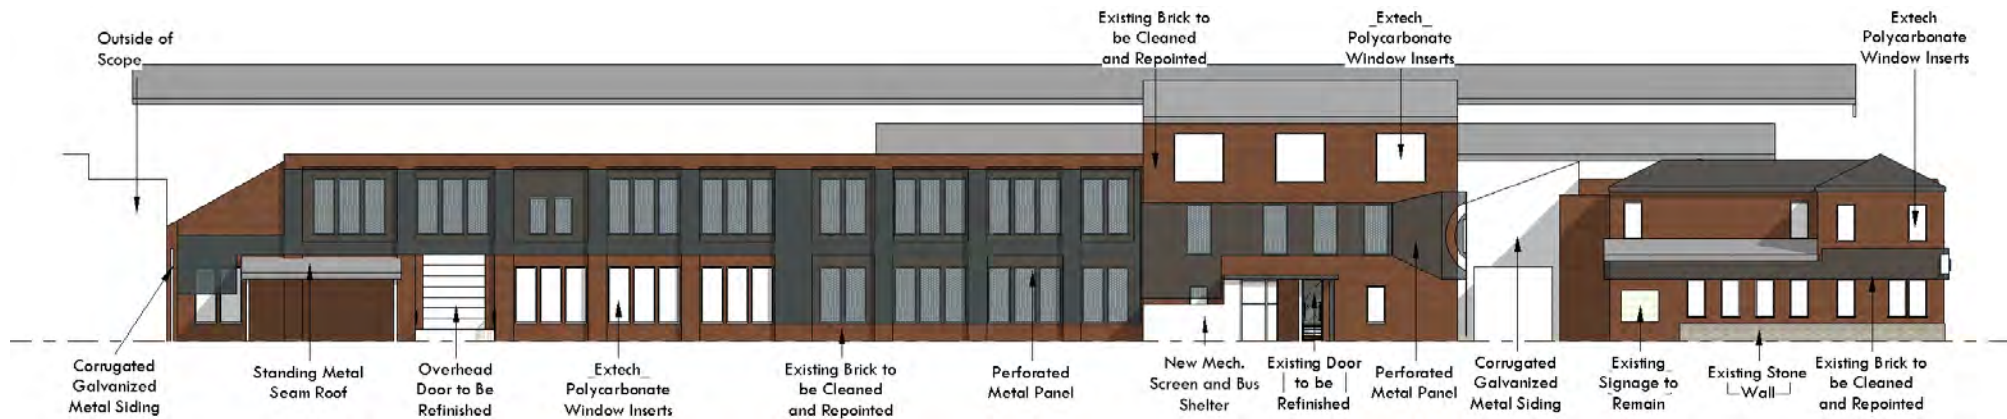 Outside of
Scope
Existing Brick to
be Cleaned
and Repointed
Extech
Polycarbonate
Window Inserts
Extech
Polycarbonate
Window Inserts
Corrugated
Galvanized
Metal Siding
Standing Metal
Seam Roof
Overhead
Door to Be
Refinished
Extech
Polycarbonate
Window Inserts
Existing Brick to
be Cleaned
and Repointed
Perforated
Metal Panel
New Mech.
Screen and Bus
Shelter
Existing Door
to be
Refinished
Perforated
Metal Panel
Corrugated
Galvanized
Metal Siding
Existing
Signage to
Remain
Existing Stone
Wall
Existing Brick to
be Cleaned
and Repointed